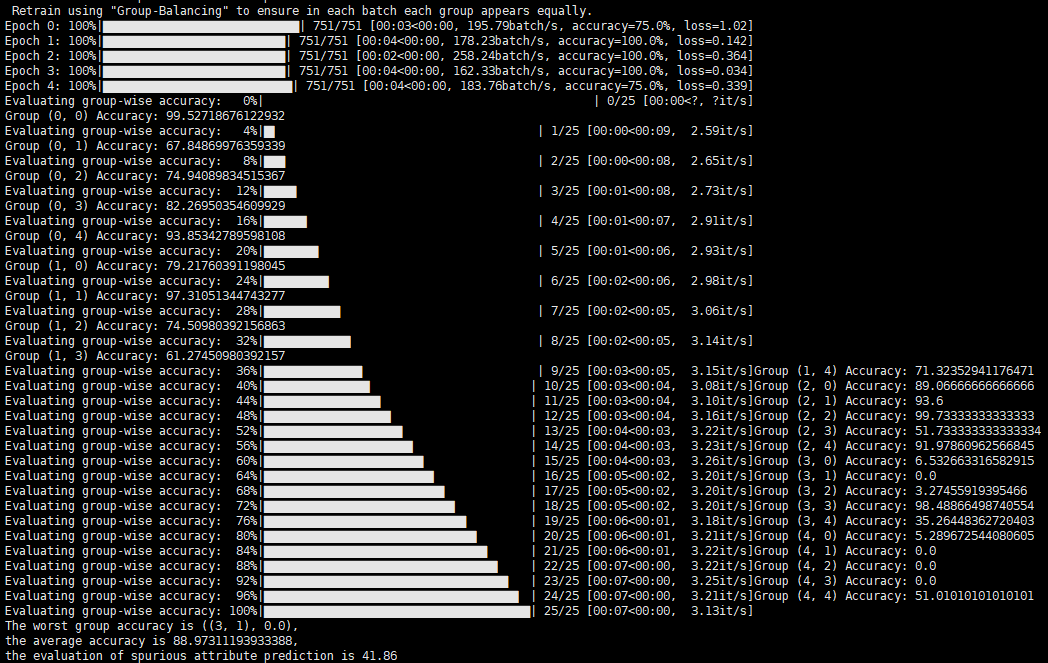 Retrain using "Group-Balancing" to ensure in each batch each group appears equally.
Epoch 0: 100%| | 751/751 [00:03<00:00, 195.79batch/s, accuracy=75.0%, loss=1.02]
Epoch 1: 100%| | 751/751 [00:04<00:00, 178.23batch/s, accuracy=100.0%, loss=0.142]
Epoch 2: 100%| | 751/751 [00:02<00:00, 258.24batch/s, accuracy=100.0%, loss=0.364]
Epoch 3: 100%| | 751/751 [00:04<00:00, 162.33batch/s, accuracy=100.0%, loss=0.034]
Epoch 4: 100%| | 751/751 [00:04<00:00, 183.76batch/s, accuracy=75.0%, loss=0.339]
Evaluating group-wise accuracy: 0%| | 0/25 [00:00<?, ?it/s]
Group (0, 0) Accuracy: 99.52718676122932
Evaluating group-wise accuracy: 4%| | 1/25 [00:00<00:09, 2.59it/s]
Group (0, 1) Accuracy: 67.84869976359339
Evaluating group-wise accuracy: 8%| | 2/25 [00:00<00:08, 2.65it/s]
Group (0, 2) Accuracy: 74.94089834515367
Evaluating group-wise accuracy: 12%| | 3/25 [00:01<00:08, 2.73it/s]
Group (0, 3) Accuracy: 82.26950354609929
Evaluating group-wise accuracy: 16%| | 4/25 [00:01<00:07, 2.91it/s]
Group (0, 4) Accuracy: 93.85342789598108
Evaluating group-wise accuracy: 20%| | 5/25 [00:01<00:06, 2.93it/s]
Group (1, 0) Accuracy: 79.21760391198045
Evaluating group-wise accuracy: 24%| | 6/25 [00:02<00:06, 2.98it/s]
Group (1, 1) Accuracy: 97.31051344743277
Evaluating group-wise accuracy: 28%| | 7/25 [00:02<00:05, 3.06it/s]
Group (1, 2) Accuracy: 74.50980392156863
Evaluating group-wise accuracy: 32%| | 8/25 [00:02<00:05, 3.14it/s]
Group (1, 3) Accuracy: 61.27450980392157
Evaluating group-wise accuracy: 36%| | 9/25 [00:03<00:05, 3.15it/s]Group (1, 4) Accuracy: 71.32352941176471
Evaluating group-wise accuracy: 40%| | 10/25 [00:03<00:04, 3.08it/s]Group (2, 0) Accuracy: 89.06666666666666
Evaluating group-wise accuracy: 44%| | 11/25 [00:03<00:04, 3.10it/s]Group (2, 1) Accuracy: 93.6
Evaluating group-wise accuracy: 48%| | 12/25 [00:03<00:04, 3.16it/s]Group (2, 2) Accuracy: 99.73333333333333
Evaluating group-wise accuracy: 52%| | 13/25 [00:04<00:03, 3.22it/s]Group (2, 3) Accuracy: 51.733333333333334
Evaluating group-wise accuracy: 56%| | 14/25 [00:04<00:03, 3.23it/s]Group (2, 4) Accuracy: 91.97860962566845
Evaluating group-wise accuracy: 60%| | 15/25 [00:04<00:03, 3.26it/s]Group (3, 0) Accuracy: 6.532663316582915
Evaluating group-wise accuracy: 64%| | 16/25 [00:05<00:02, 3.20it/s]Group (3, 1) Accuracy: 0.0
Evaluating group-wise accuracy: 68%| | 17/25 [00:05<00:02, 3.20it/s]Group (3, 2) Accuracy: 3.27455919395466
Evaluating group-wise accuracy: 72%| | 18/25 [00:05<00:02, 3.20it/s]Group (3, 3) Accuracy: 98.48866498740554
Evaluating group-wise accuracy: 76%| | 19/25 [00:06<00:01, 3.18it/s]Group (3, 4) Accuracy: 35.26448362720403
Evaluating group-wise accuracy: 80%| | 20/25 [00:06<00:01, 3.21it/s]Group (4, 0) Accuracy: 5.289672544080605
Evaluating group-wise accuracy: 84%| | 21/25 [00:06<00:01, 3.22it/s]Group (4, 1) Accuracy: 0.0
Evaluating group-wise accuracy: 88%| | 22/25 [00:07<00:00, 3.22it/s]Group (4, 2) Accuracy: 0.0
Evaluating group-wise accuracy: 92%| | 23/25 [00:07<00:00, 3.25it/s]Group (4, 3) Accuracy: 0.0
Evaluating group-wise accuracy: 96%| | 24/25 [00:07<00:00, 3.21it/s]Group (4, 4) Accuracy: 51.01010101010101
Evaluating group-wise accuracy: 100%| | 25/25 [00:07<00:00, 3.13it/s]
The worst group accuracy is ((3, 1), 0.0),
the average accuracy is 88.97311193933388,
the evaluation of spurious attribute prediction is 41.86